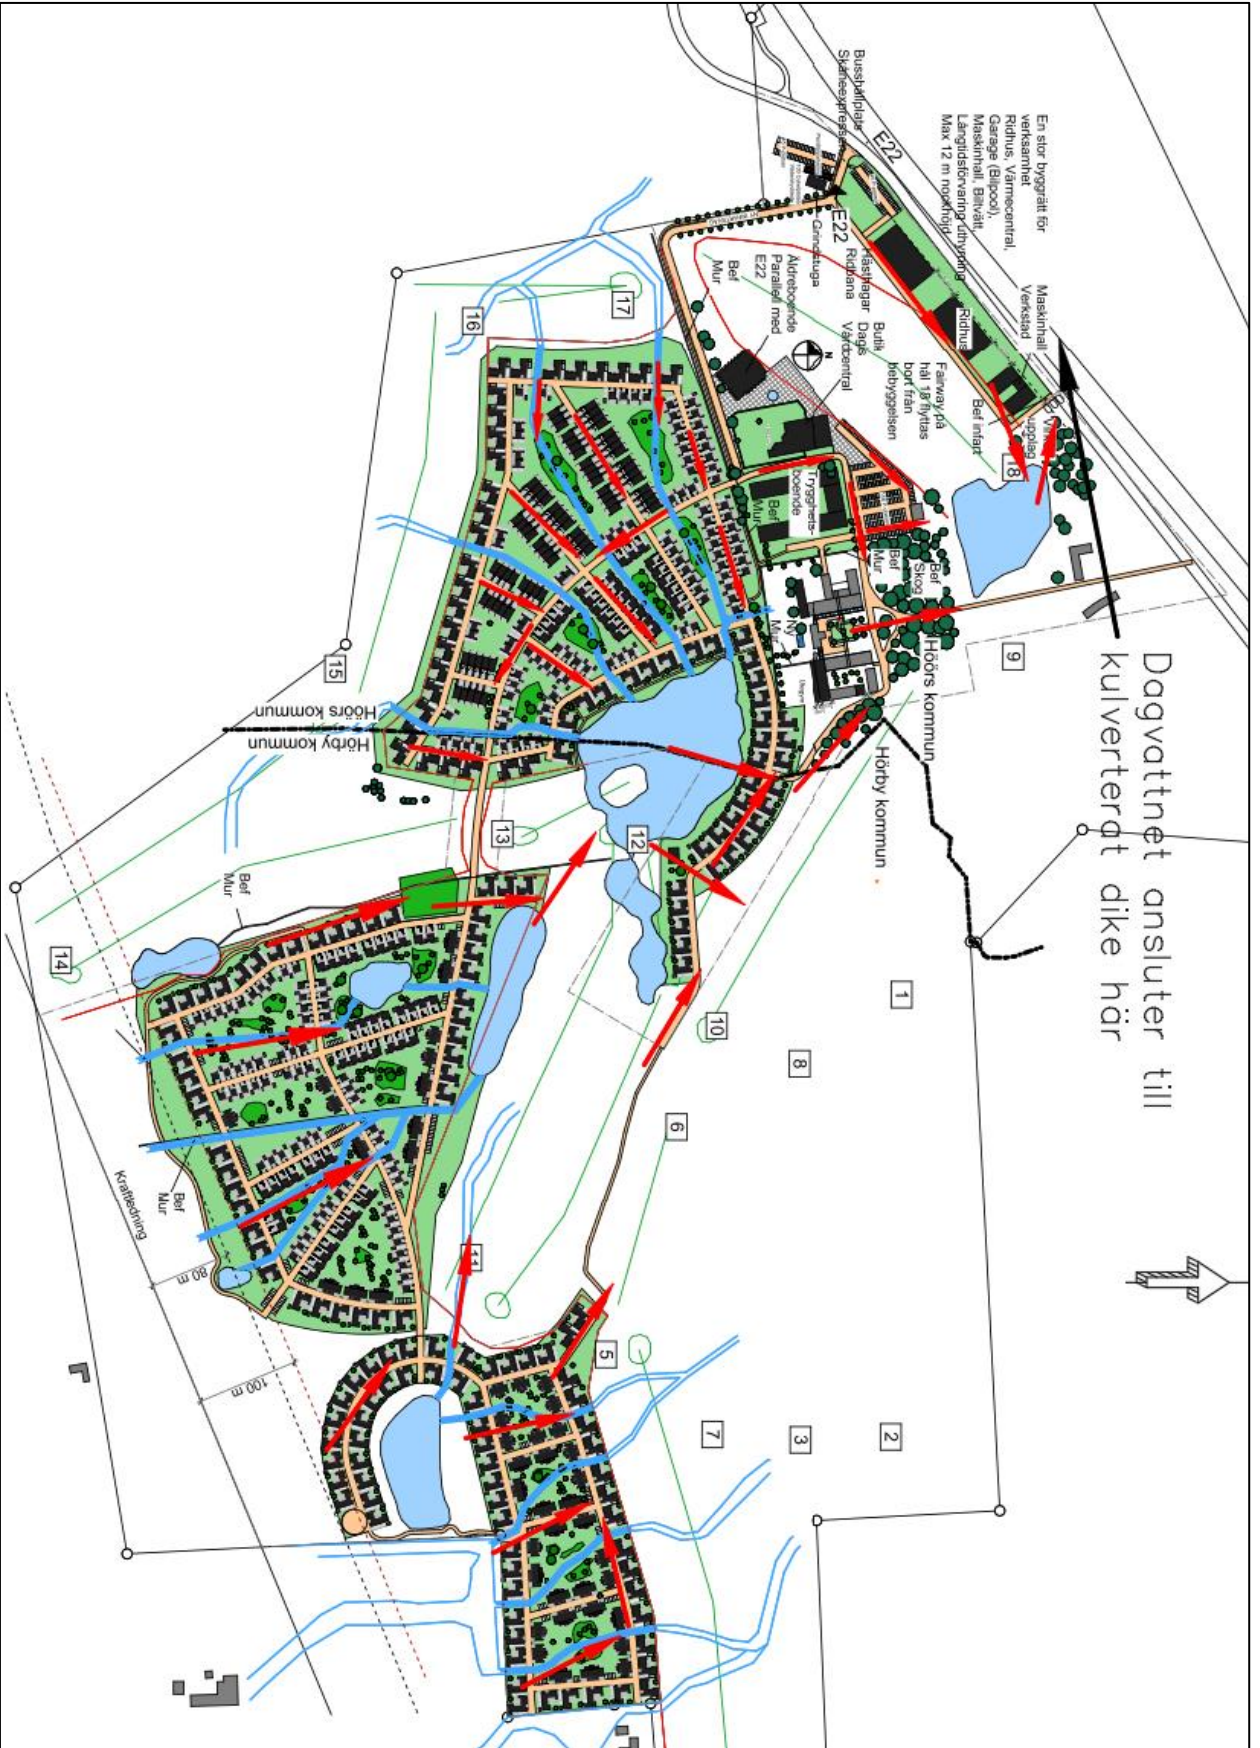 Dagvattnet ansluter till
kulverterat dike här
En stor byggrätt för
verksamhet
Ridhus, Värmecentral,
Garage (Bilpool),
Maskinhall, Biltvätt,
Långtidsförvaring uthyrning
Max 12 m nockhöjd
Maskinhall
Verkstad
Busshållplats
Skåneexpressen
E22
E22
Grindstuga
Hästhagar
Ridbana
Ridhus
Äldreboende
Parallell med
E22
Bef
Mur
Butik
Dagis
Vårdcentral
N
Fairway på
hål 18 flyttas
bort från
bebyggelsen
Bef infart
upplag
18
Trygghets-
boende
Bef
Mur
Bef
Mur
Bef
Skog
Ny
Mur
Höörs kommun
Hörby kommun
9
17
16
15
Höörs kommun
Hörby kommun
13
12
Bef
Mur
14
10
1
8
6
11
Bef
Mur
Kraftledning
80 m
100 m
5
7
3
2